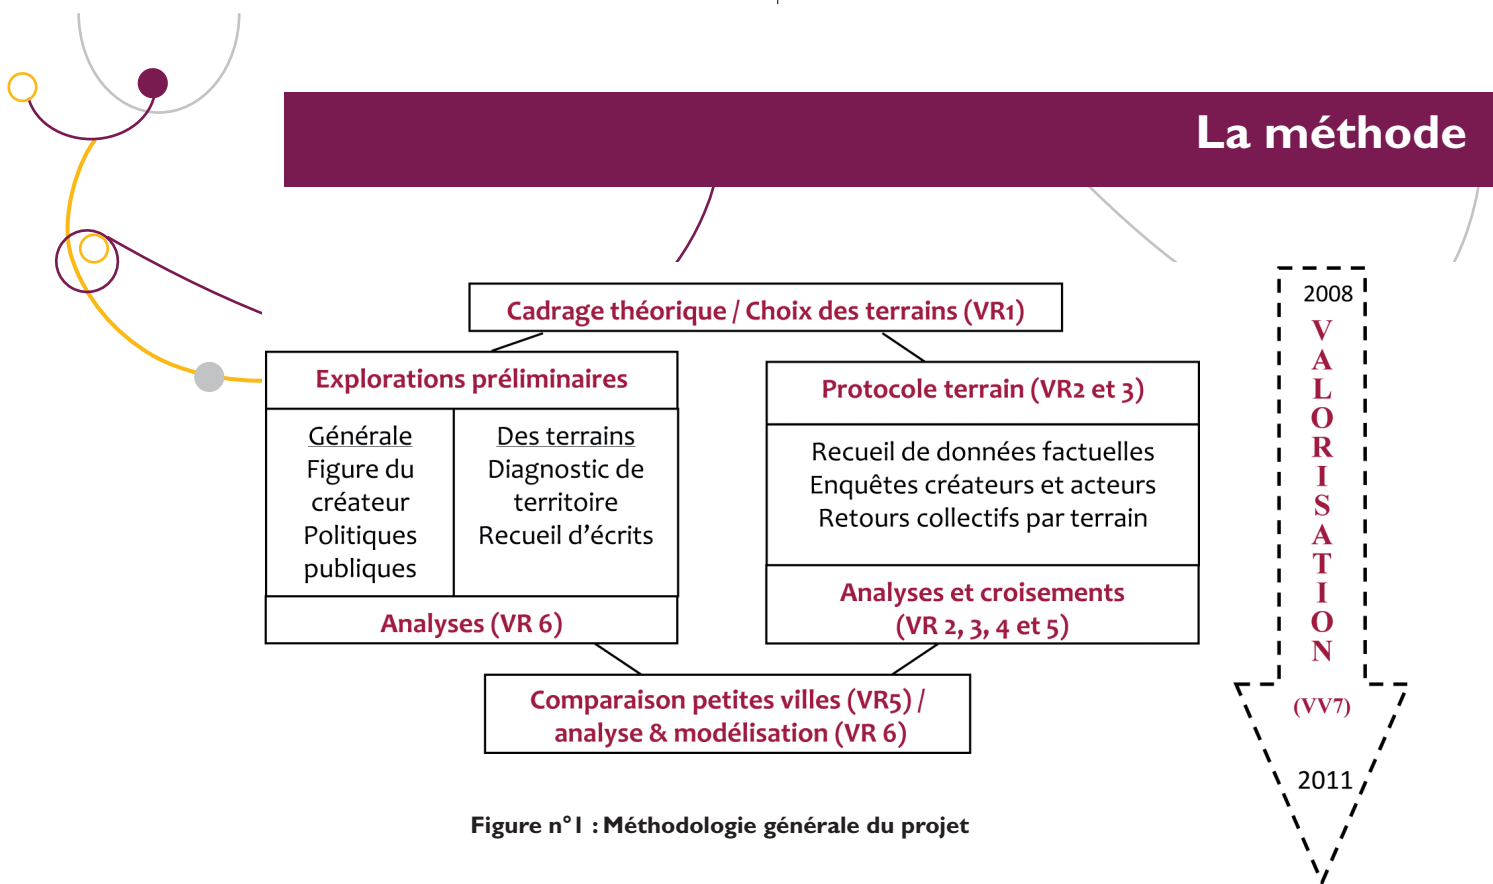 La méthode
Cadrage théorique / Choix des terrains (VR1)
Explorations préliminaires
Générale
Figure du
créateur
Politiques
publiques
Des terrains
Diagnostic de
territoire
Recueil d’écrits
Analyses (VR 6)
Protocole terrain (VR2 et 3)
Recueil de données factuelles
Enquêtes créateurs et acteurs
Retours collectifs par terrain
Analyses et croisements
(VR 2, 3, 4 et 5)
Comparaison petites villes (VR5) /
analyse & modélisation (VR 6)
2008
V
A
L
O
R
I
S
A
T
I
O
N
(VV7)
2011
Figure n°1 : Méthodologie générale du projet